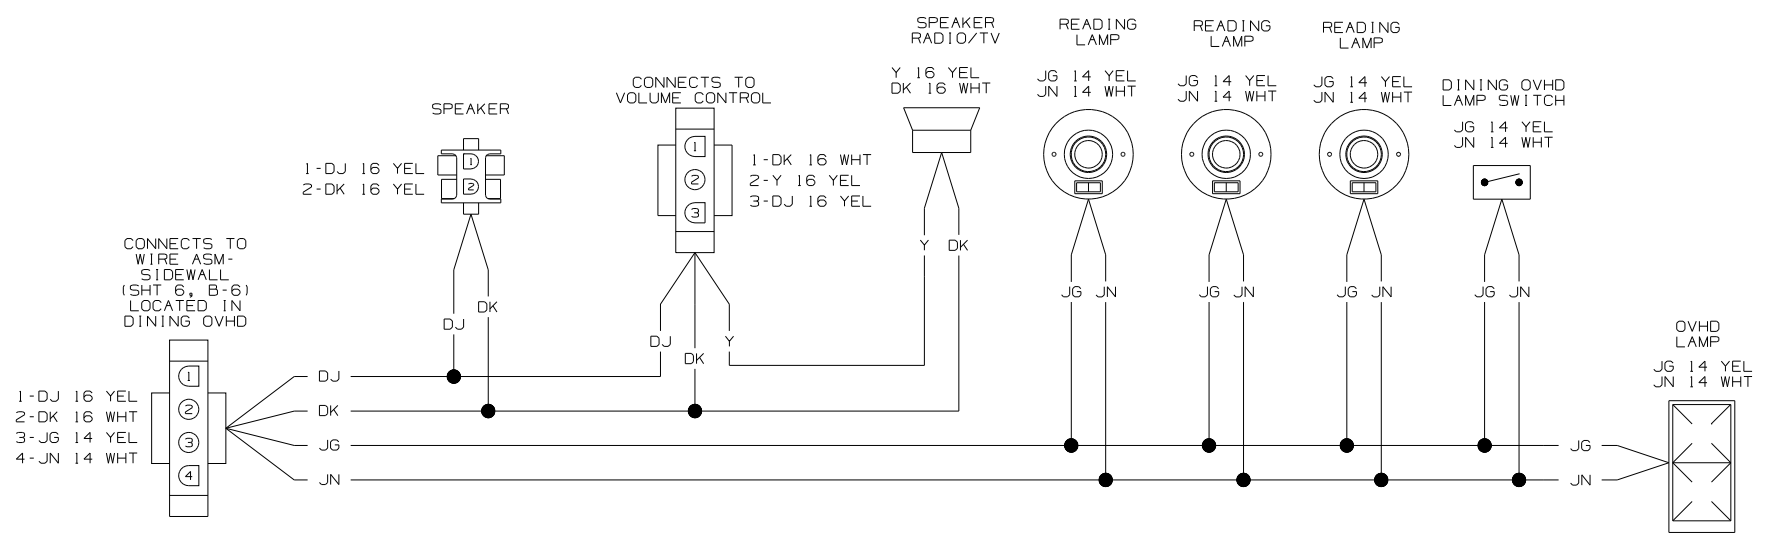 SPEAKER
RADIO/TV
Y 16 YEL
DK 16 WHT
READING
LAMP
JG 14 YEL
JN 14 WHT
READING
LAMP
JG 14 YEL
JN 14 WHT
READING
LAMP
JG 14 YEL
JN 14 WHT
DINING OVHD
LAMP SWITCH
JG 14 YEL
JN 14 WHT
CONNECTS TO
VOLUME CONTROL
1
2
3
1-DK 16 WHT
2-Y 16 YEL
3-DJ 16 YEL
SPEAKER
1-DJ 16 YEL
2-DK 16 YEL
1
2
CONNECTS TO
WIRE ASM-
SIDEWALL
(SHT 6, B-6)
LOCATED IN
DINING OVHD
1-DJ 16 YEL
2-DK 16 WHT
3-JG 14 YEL
4-JN 14 WHT
1
2
3
4
DJ
DK
JG
JN
DJ
DK
DJ
DK
Y
Y
DK
JG
JN
JG
JN
JG
JN
JG
JN
OVHD
LAMP
JG 14 YEL
JN 14 WHT
JG
JN